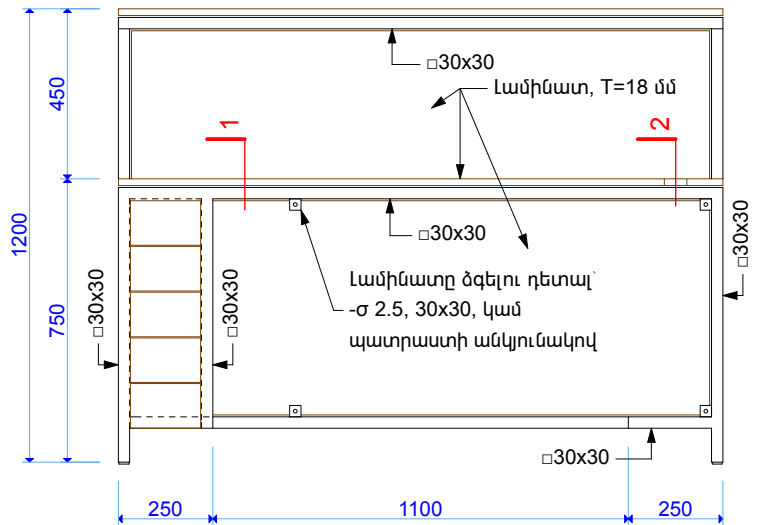 □30x30
Լամինատ, T=18 մմ
450
1
2
1200
□30x30
□30x30
Լամինատը ձգելու դետալ՝
-σ 2.5, 30x30, կամ
պատրաստի անկյունակով
750
□30x30
□30x30
□30x30
250
1100
250